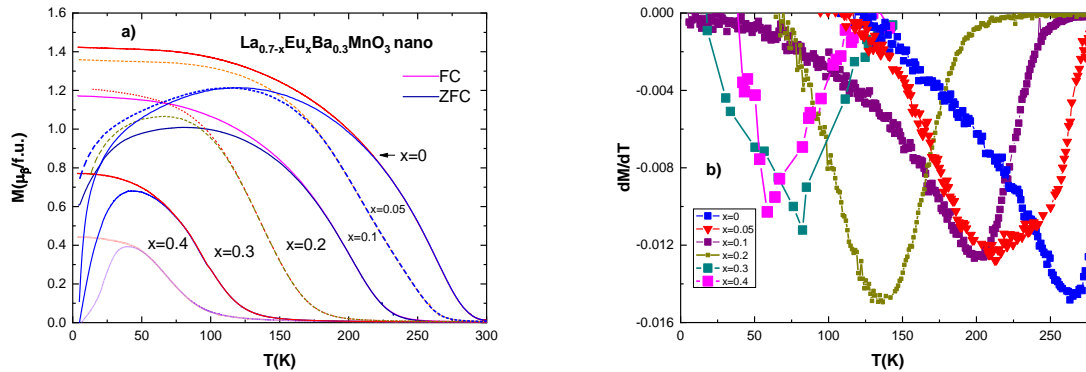 a)
La0.7-xEuxBa0.3MnO3 nano
FC
ZFC
x=0
x=0.05
x=0.1
x=0.2
x=0.3
x=0.4
M(μβ/f.u.)
1.6
1.4
1.2
1.0
0.8
0.6
0.4
0.2
0.0
0 50 100 150 200 250 300
T(K)
b)
dM/dT
0.000
-0.004
-0.008
-0.012
-0.016
x=0
x=0.05
x=0.1
x=0.2
x=0.3
x=0.4
0 50 100 150 200 250
T(K)